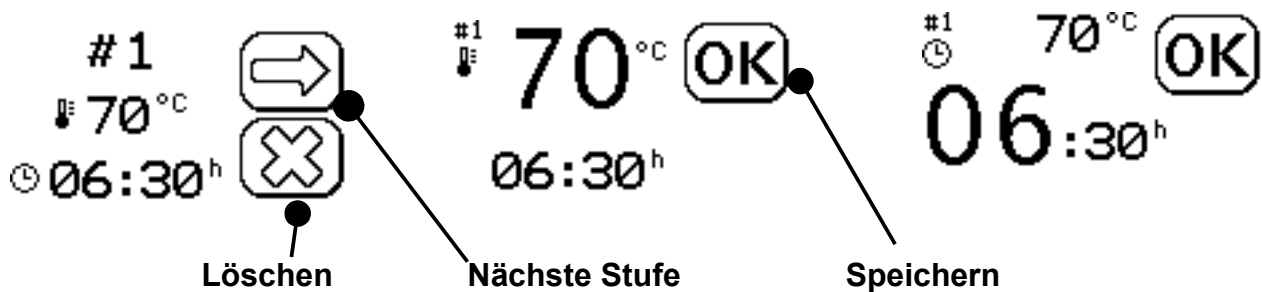 #1
70°C
06:30h
#1
70°C
OK
06:30h
#1
70°C
OK
06:30h
Löschen
Nächste Stufe
Speichern